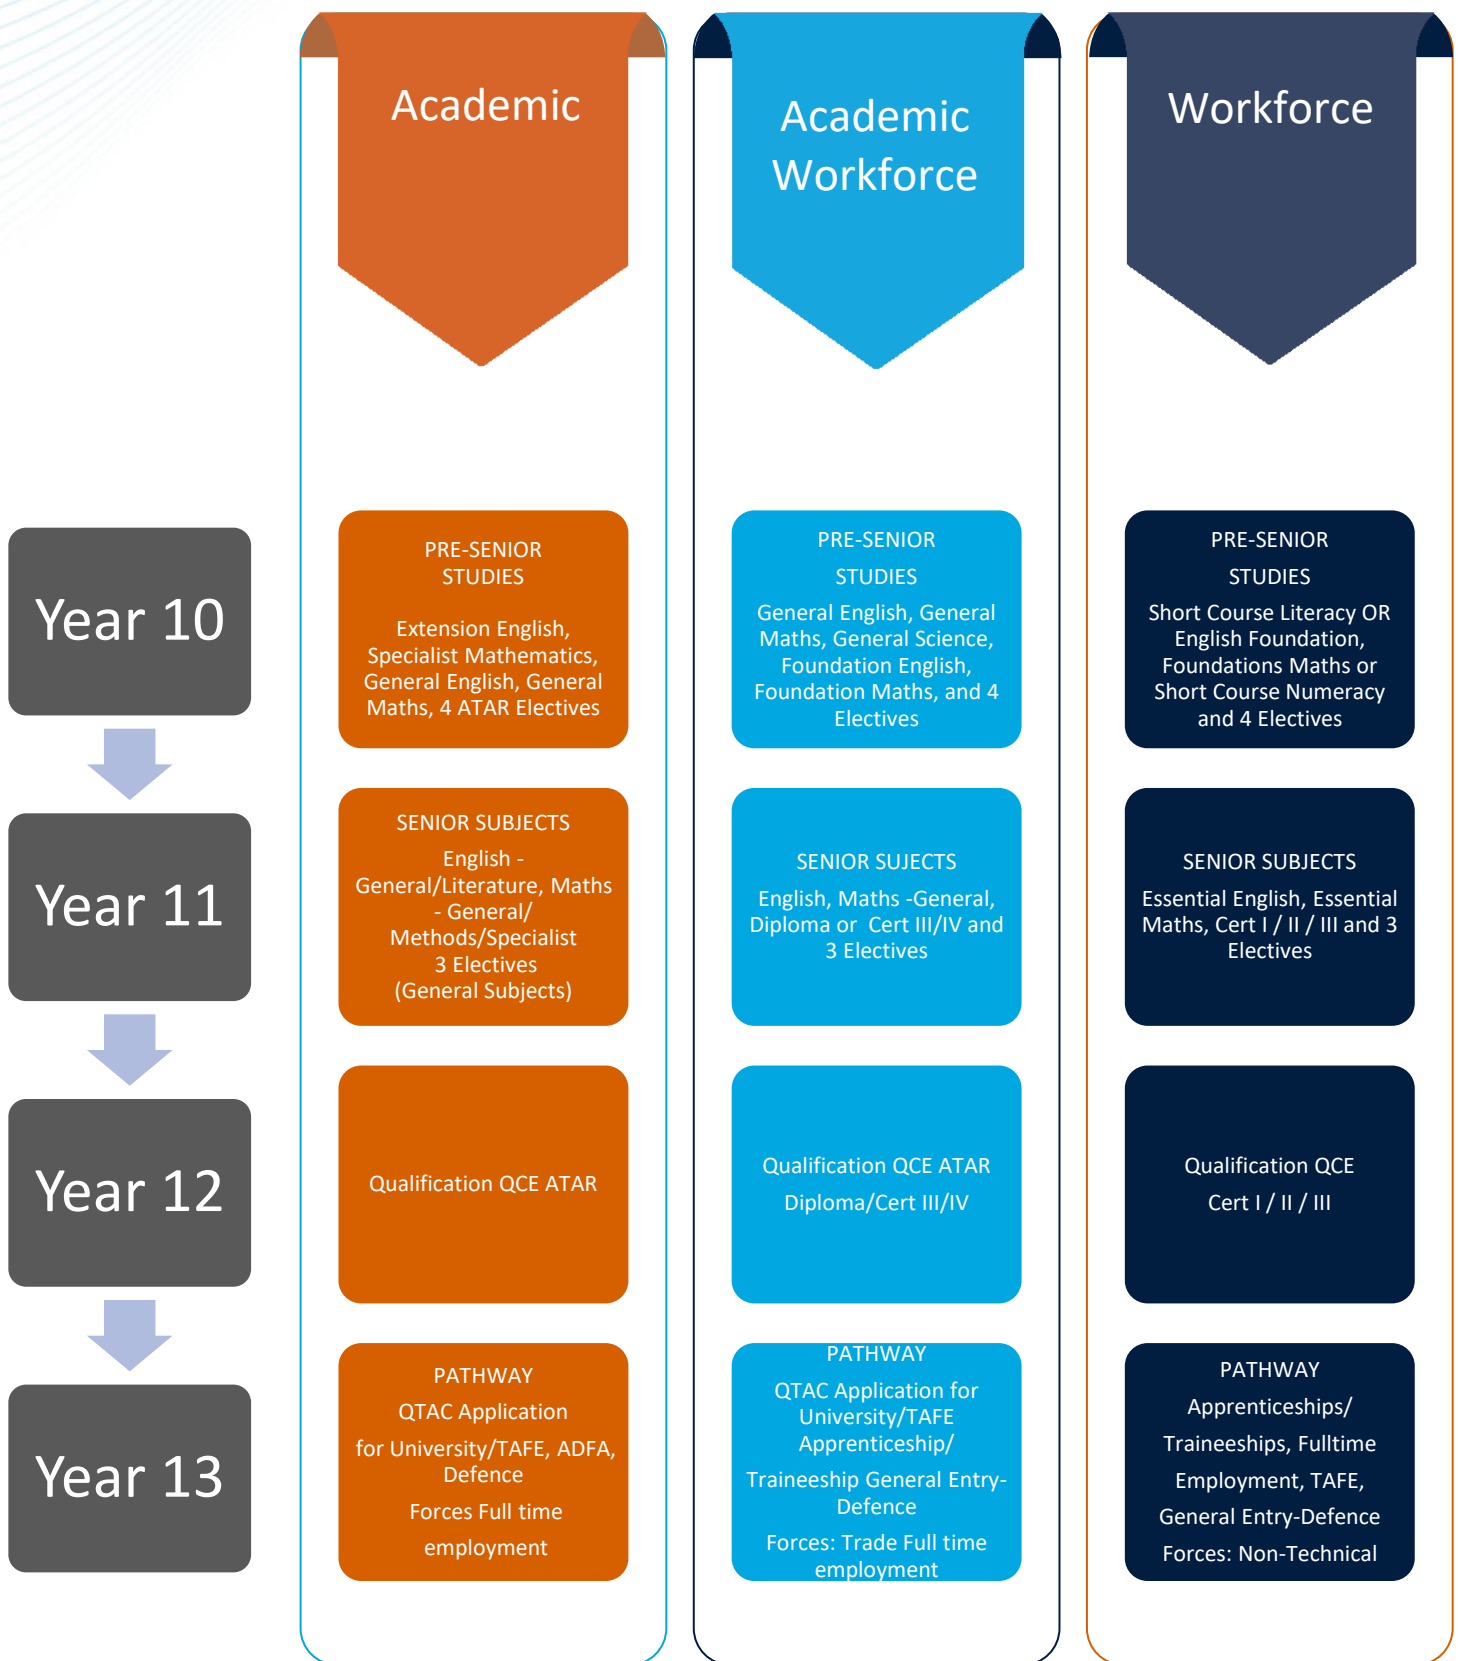 Academic
Academic
Workforce
Workforce
Year 10
PRE-SENIOR
STUDIES
Extension English,
Specialist Mathematics,
General English, General
Maths, 4 ATAR Electives
PRE-SENIOR
STUDIES
General English, General
Maths, General Science,
Foundation English,
Foundation Maths, and 4
Electives
PRE-SENIOR
STUDIES
Short Course Literacy OR
English Foundation,
Foundations Maths or
Short Course Numeracy
and 4 Electives
Year 11
SENIOR SUBJECTS
English -
General/Literature, Maths
- General/
Methods/Specialist
3 Electives
(General Subjects)
SENIOR SUJECTS
English, Maths -General,
Diploma or Cert III/IV and
3 Electives
SENIOR SUBJECTS
Essential English, Essential
Maths, Cert I / II / III and 3
Electives
Year 12
Qualification QCE ATAR
Qualification QCE ATAR
Diploma/Cert III/IV
Qualification QCE
Cert I / II / III
Year 13
PATHWAY
QTAC Application
for University/TAFE, ADFA,
Defence
Forces Full time
employment
PATHWAY
QTAC Application for
University/TAFE
Apprenticeship/
Traineeship General Entry-
Defence
Forces: Trade Full time
employment
PATHWAY
Apprenticeships/
Traineeships, Fulltime
Employment, TAFE,
General Entry-Defence
Forces: Non-Technical